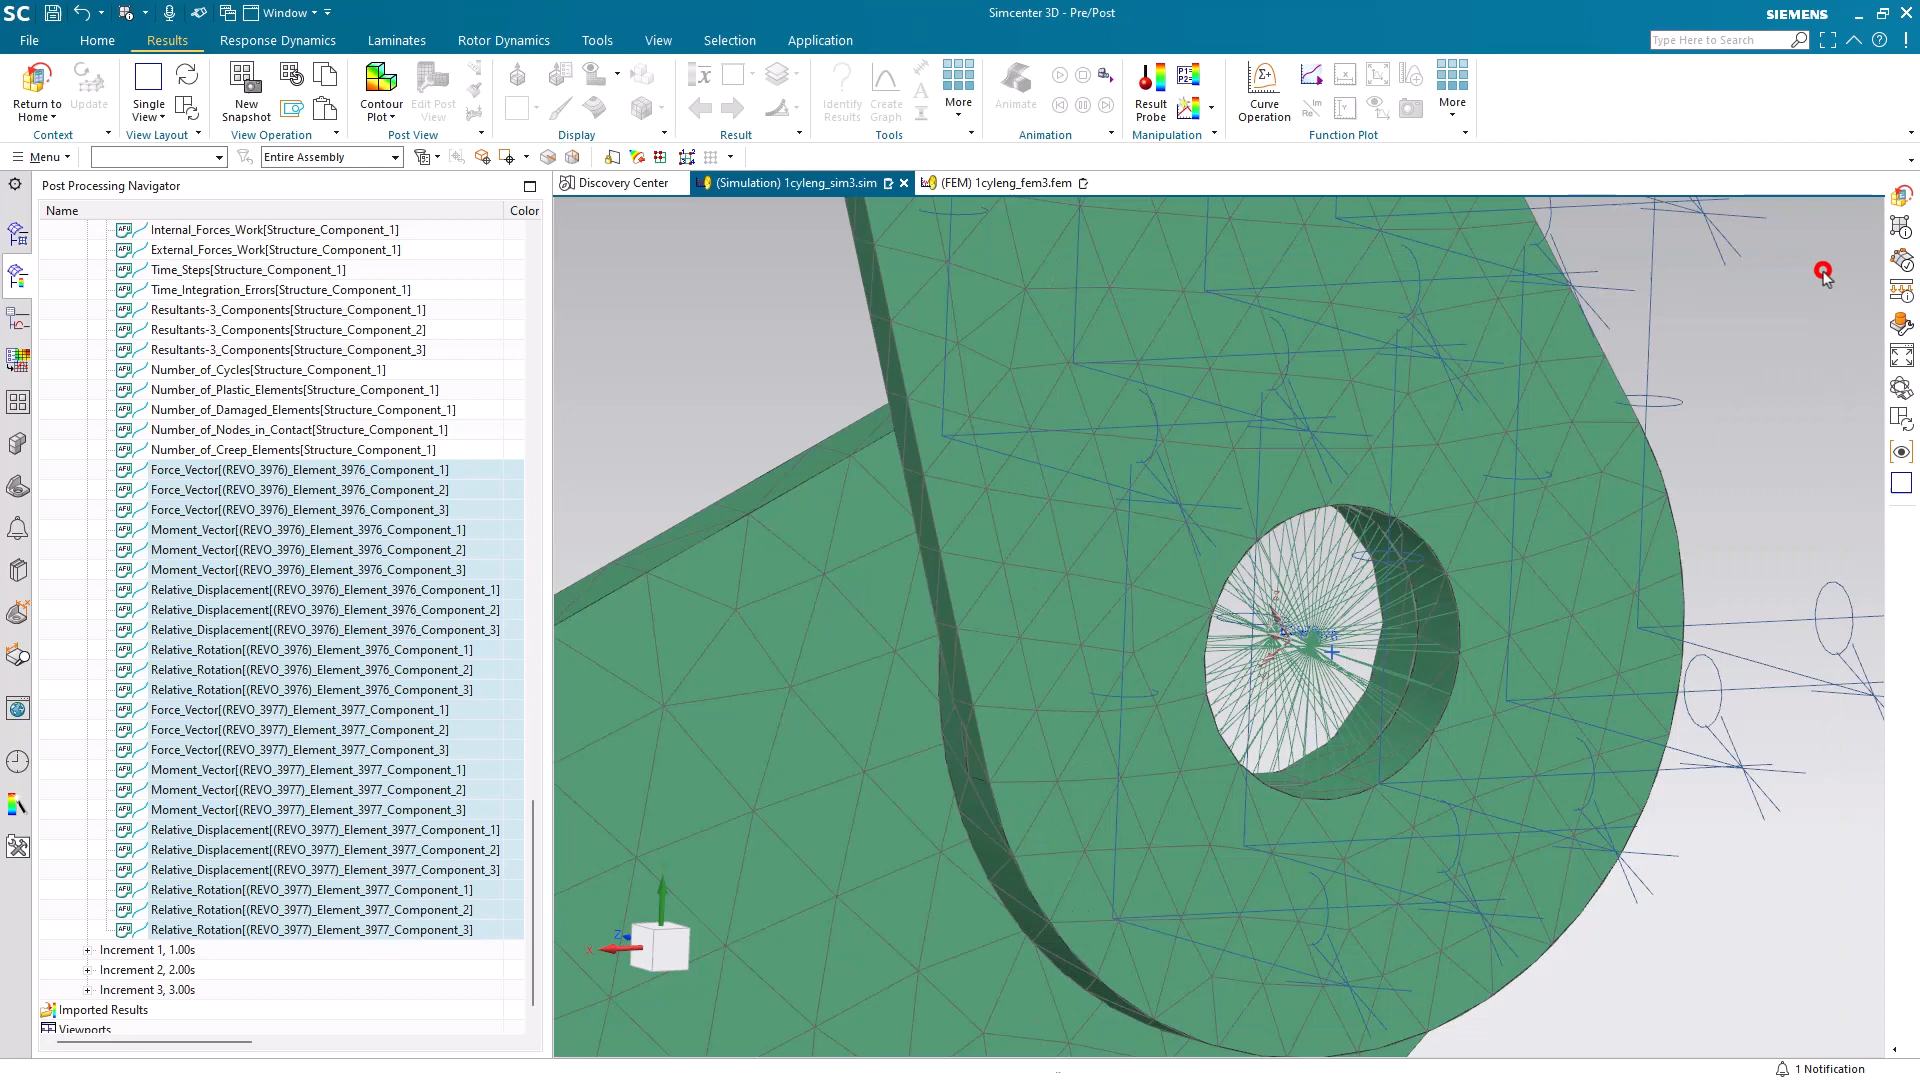 SC
Window
Simcenter 3D - Pre/Post
SIEMENS
File
Home
Results
Response Dynamics
Laminates
Rotor Dynamics
Tools
View
Selection
Application
Type Here to Search
Return to Home
Update
Context
Single View
View Layout
New Snapshot
View Operation
Contour Plot
Edit Post View
Post View
Display
Result
Identify Results
Create Graph
More
Tools
Animate
Animation
Result Probe
Manipulation
Curve Operation
More
Function Plot
Menu
Entire Assembly
Post Processing Navigator
Discovery Center
(Simulation) 1cyleng_sim3.sim
(FEM) 1cyleng_fem3.fem
Name
Color
Internal_Forces_Work[Structure_Component_1]
External_Forces_Work[Structure_Component_1]
Time_Steps[Structure_Component_1]
Time_Integration_Errors[Structure_Component_1]
Resultants-3_Components[Structure_Component_1]
Resultants-3_Components[Structure_Component_2]
Resultants-3_Components[Structure_Component_3]
Number_of_Cycles[Structure_Component_1]
Number_of_Plastic_Elements[Structure_Component_1]
Number_of_Damaged_Elements[Structure_Component_1]
Number_of_Nodes_in_Contact[Structure_Component_1]
Number_of_Creep_Elements[Structure_Component_1]
Force_Vector[(REVO_3976)_Element_3976_Component_1]
Force_Vector[(REVO_3976)_Element_3976_Component_2]
Force_Vector[(REVO_3976)_Element_3976_Component_3]
Moment_Vector[(REVO_3976)_Element_3976_Component_1]
Moment_Vector[(REVO_3976)_Element_3976_Component_2]
Moment_Vector[(REVO_3976)_Element_3976_Component_3]
Relative_Displacement[(REVO_3976)_Element_3976_Component_1]
Relative_Displacement[(REVO_3976)_Element_3976_Component_2]
Relative_Displacement[(REVO_3976)_Element_3976_Component_3]
Relative_Rotation[(REVO_3976)_Element_3976_Component_1]
Relative_Rotation[(REVO_3976)_Element_3976_Component_2]
Relative_Rotation[(REVO_3976)_Element_3976_Component_3]
Force_Vector[(REVO_3977)_Element_3977_Component_1]
Force_Vector[(REVO_3977)_Element_3977_Component_2]
Force_Vector[(REVO_3977)_Element_3977_Component_3]
Moment_Vector[(REVO_3977)_Element_3977_Component_1]
Moment_Vector[(REVO_3977)_Element_3977_Component_2]
Moment_Vector[(REVO_3977)_Element_3977_Component_3]
Relative_Displacement[(REVO_3977)_Element_3977_Component_1]
Relative_Displacement[(REVO_3977)_Element_3977_Component_2]
Relative_Displacement[(REVO_3977)_Element_3977_Component_3]
Relative_Rotation[(REVO_3977)_Element_3977_Component_1]
Relative_Rotation[(REVO_3977)_Element_3977_Component_2]
Relative_Rotation[(REVO_3977)_Element_3977_Component_3]
Increment 1, 1.00s
Increment 2, 2.00s
Increment 3, 3.00s
Imported Results
Viewports
Z
X
1 Notification